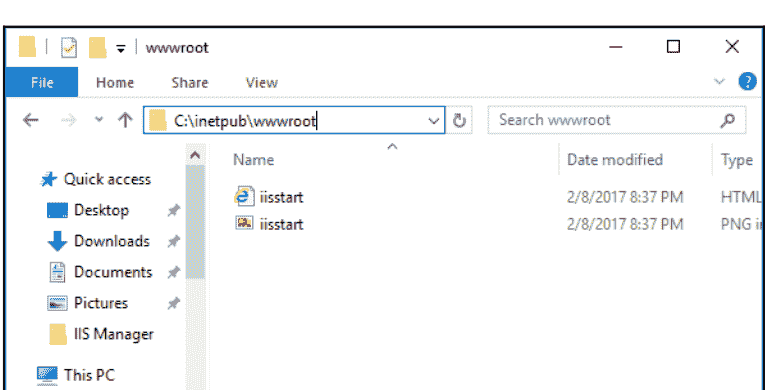 wwwroot
File Home Share View
C:\inetpub\wwwroot Search wwwroot
Name Date modified Type
Quick access
iisstart 2/8/2017 8:37 PM HTML
Desktop
iisstart 2/8/2017 8:37 PM PNG
Downloads
Documents
Pictures
IIS Manager
This PC